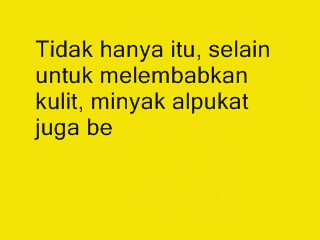 Tidak hanya itu, selain
untuk melembabkan
kulit, minyak alpukat
juga be